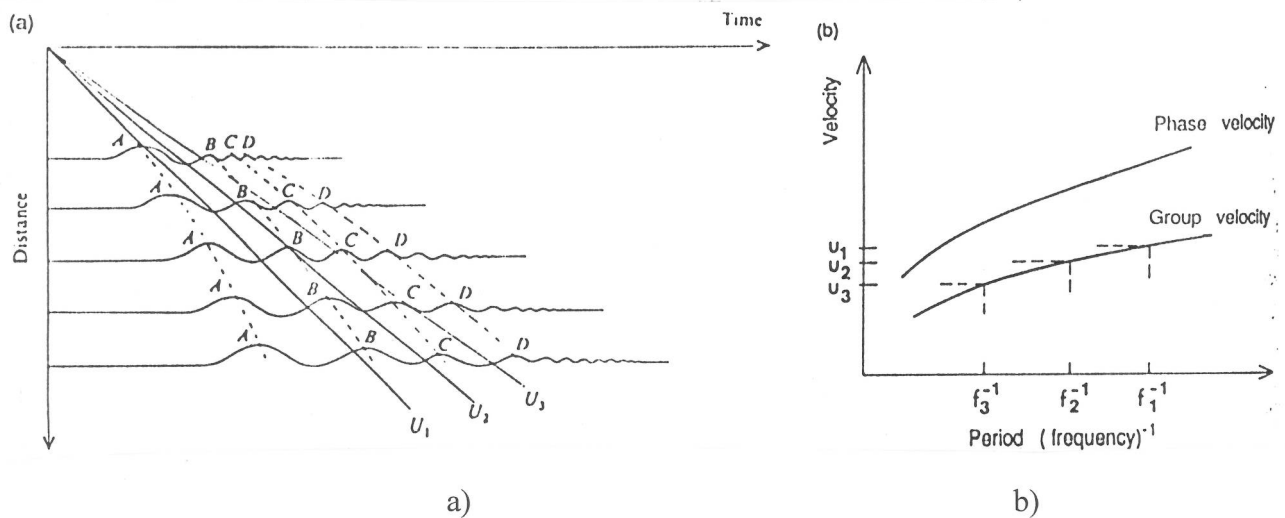 (a)
Time
Distance
A B C D
A B C D
A B C D
A B C D
A B C D
U₁ U₂ U₃
a)
(b)
Velocity
Phase velocity
Group velocity
U₁
U₂
U₃
f₃⁻¹ f₂⁻¹ f₁⁻¹
Period (frequency)⁻¹
b)